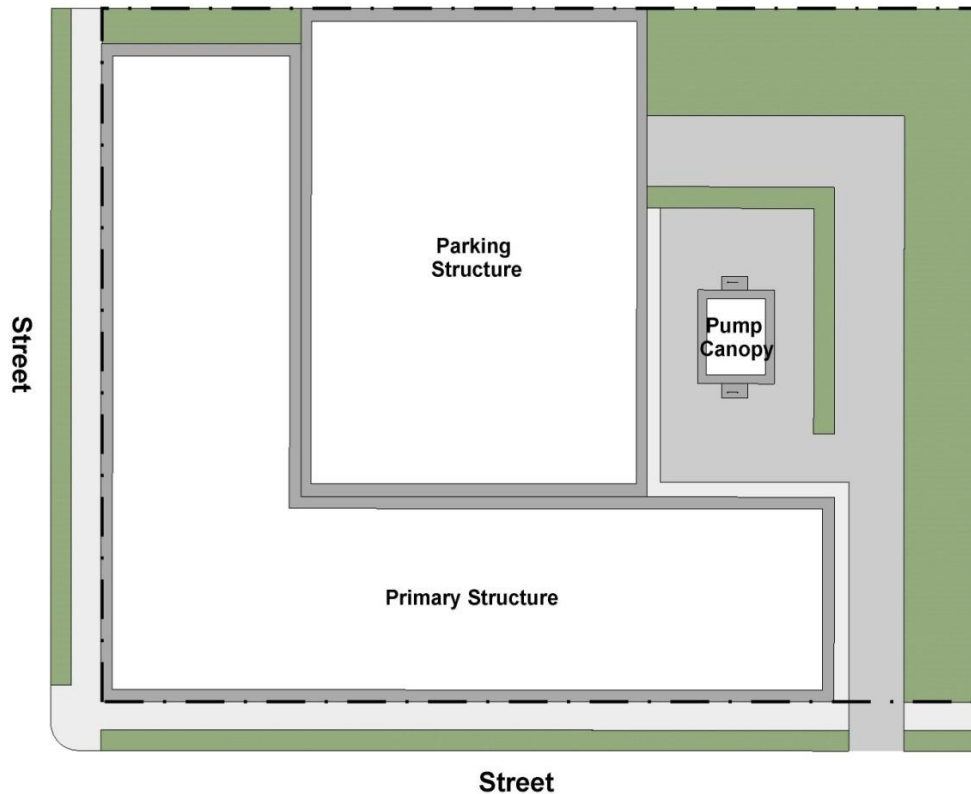 Parking
Structure
Street
Pump
Canopy
Primary Structure
Street